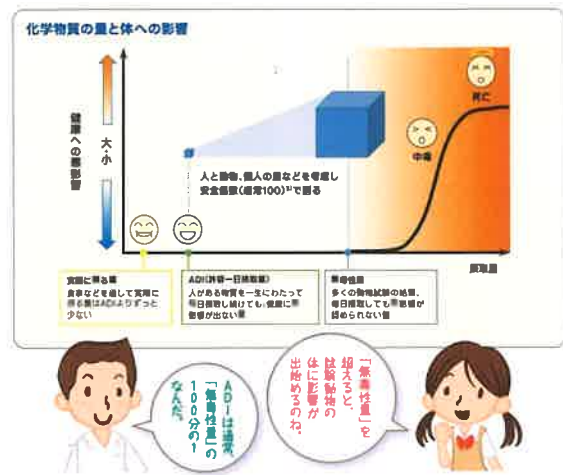 化学物質の量と体への影響
健康への悪影響
大・小
死亡
中毒
人と動物、個人の差などを考慮し
安全係数(通常100)で割る
摂取量
実際に摂る量
食事などを通して実際に
摂る量はADIよりずっと
少ない
ADI(許容一日摂取量)
人がある物質を一生にわたって
毎日摂取し続けても、健康に悪
影響が出ない量
無毒性量
多くの動物試験の結果、
毎日摂取しても悪影響が
認められない量
ADIは通常、
「無毒性量」の
100分の1
なんだ。
「無毒性量」を
超えると、
試験動物の
体に影響が
出始めるのね。